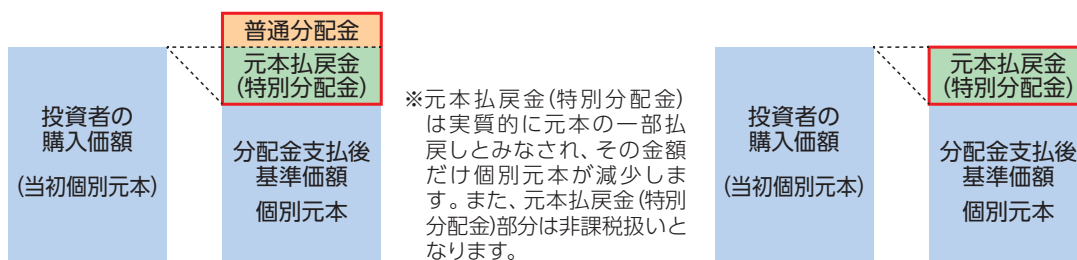 投資者の
購入価額
(当初個別元本)
普通分配金
元本払戻金
(特別分配金)
分配金支払後
基準価額
個別元本
※元本払戻金(特別分配金)
は実質的に元本の一部払
戻しとみなされ、その金額
だけ個別元本が減少しま
す。また、元本払戻金(特別
分配金)部分は非課税扱いと
なります。
投資者の
購入価額
(当初個別元本)
元本払戻金
(特別分配金)
分配金支払後
基準価額
個別元本